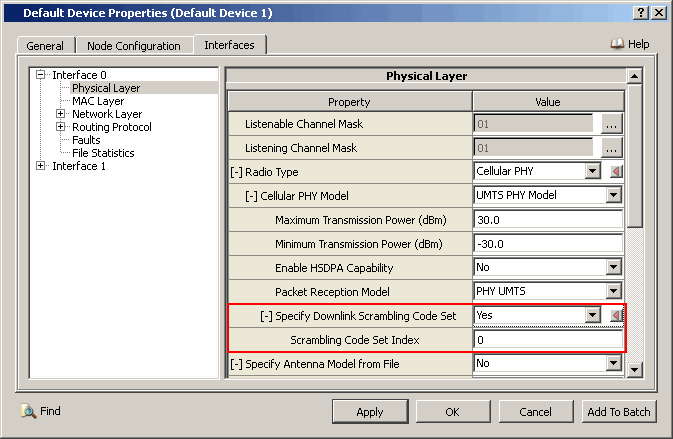 Default Device Properties (Default Device 1)
General Node Configuration Interfaces Help
Interface 0
Physical Layer
MAC Layer
Network Layer
Routing Protocol
Faults
File Statistics
Interface 1
Physical Layer
Property Value
Listenable Channel Mask 01 ...
Listening Channel Mask 01 ...
[-] Radio Type Cellular PHY
[-] Cellular PHY Model UMTS PHY Model
Maximum Transmission Power (dBm) 30.0
Minimum Transmission Power (dBm) -30.0
Enable HSDPA Capability No
Packet Reception Model PHY UMTS
[-] Specify Downlink Scrambling Code Set Yes
Scrambling Code Set Index 0
[-] Specify Antenna Model from File No
Find Apply OK Cancel Add To Batch